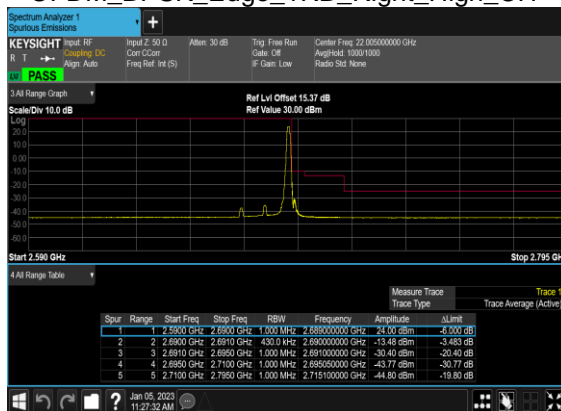 Spectrum Analyzer 1
Spurious Emissions
KEYSIGHT Input: RF Input Z: 50 Ω Atten: 30 dB Trig: Free Run Center Freq: 22.005000000 GHz
R T Coupling: DC Corr CCorr Gate: Off Avg|Hold: 1000/1000
Align: Auto Freq Ref: Int (S) IF Gain: Low Radio Std: None
PASS
3 All Range Graph
Scale/Div 10.0 dB Ref Lvl Offset 15.37 dB
Ref Value 30.00 dBm
Log
20.0
10.0
0.00
-10.0
-20.0
-30.0
-40.0
-50.0
-60.0
Start 2.590 GHz Stop 2.795 GH
4 All Range Table
Measure Trace Trace 1
Trace Type Trace Average (Active)
Spur Range Start Freq Stop Freq RBW Frequency Amplitude ΔLimit
1 1 2.5900 GHz 2.6900 GHz 1.000 MHz 2.689000000 GHz 24.00 dBm -6.000 dB
2 2 2.6900 GHz 2.6910 GHz 430.0 kHz 2.690000000 GHz -13.48 dBm -3.483 dB
3 3 2.6910 GHz 2.6950 GHz 1.000 MHz 2.691000000 GHz -30.40 dBm -20.40 dB
4 4 2.6950 GHz 2.7100 GHz 1.000 MHz 2.695050000 GHz -43.77 dBm -30.77 dB
5 5 2.7100 GHz 2.7950 GHz 1.000 MHz 2.715100000 GHz -44.80 dBm -19.80 dB
Jan 05, 2023
11:27:32 AM